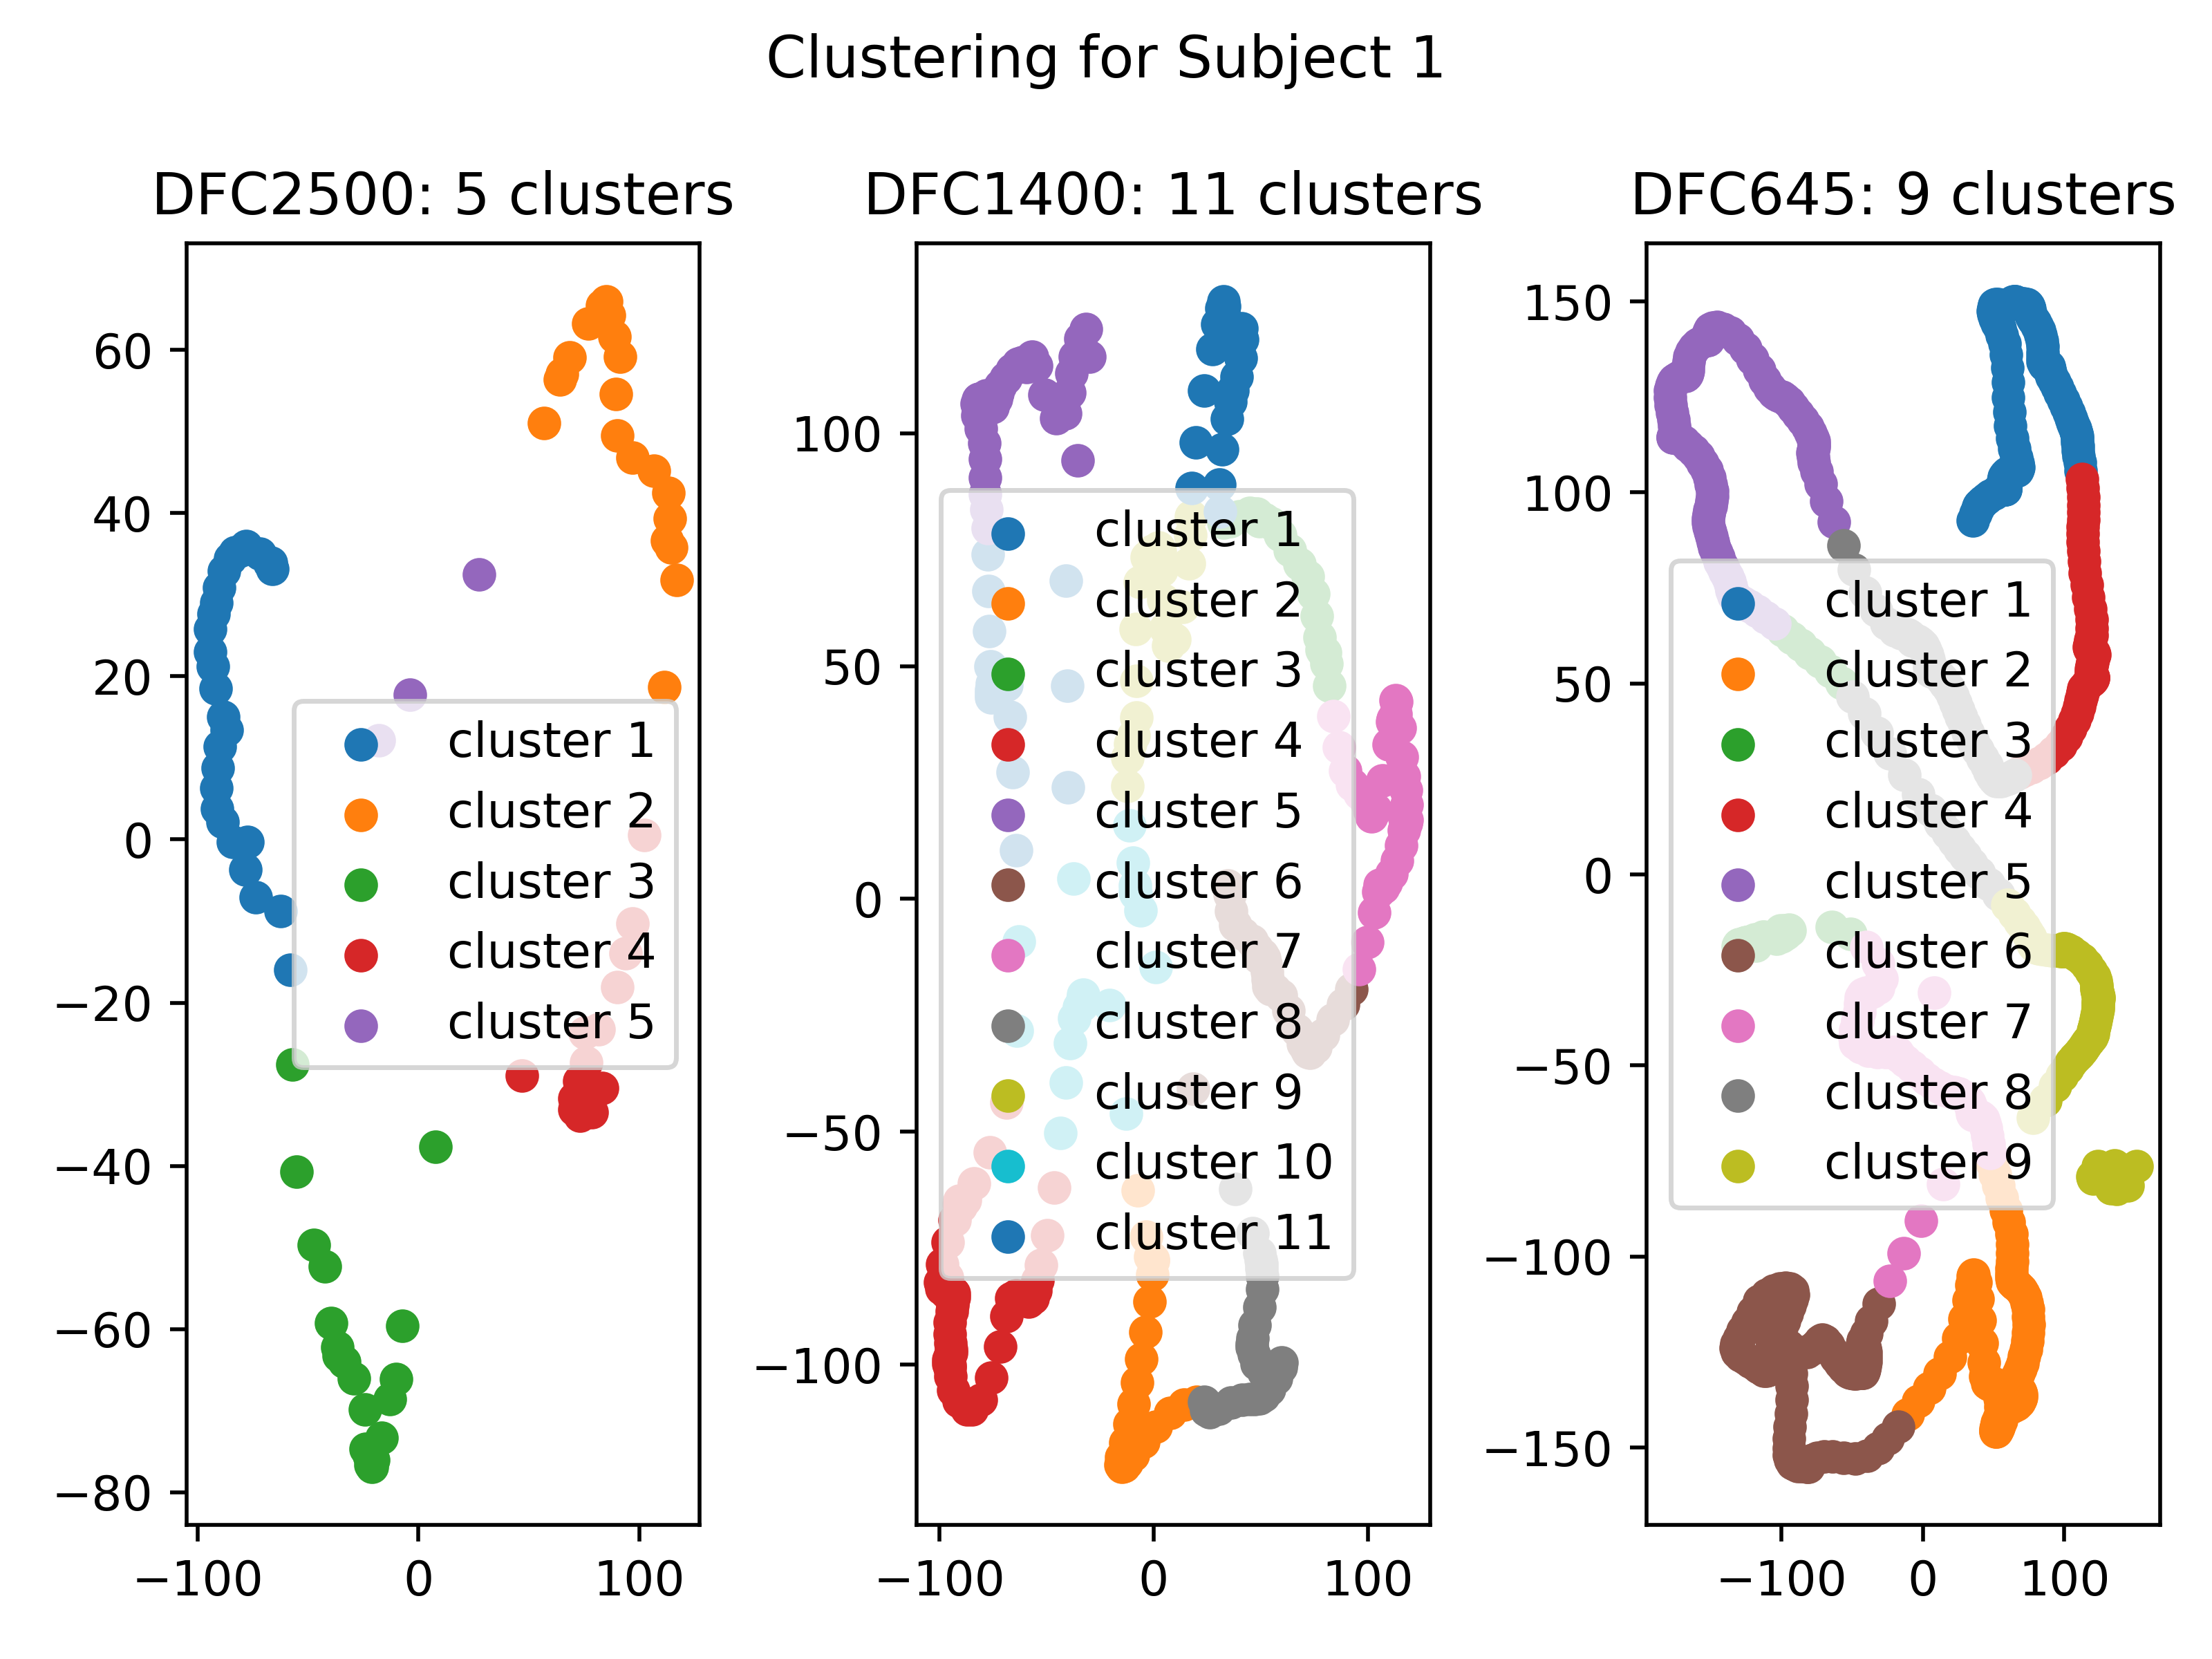 Clustering for Subject 1
DFC2500: 5 clusters
60
40
20
0
−20
−40
−60
−80
−100 0 100
cluster 1
cluster 2
cluster 3
cluster 4
cluster 5
DFC1400: 11 clusters
100
50
0
−50
−100
−100 0 100
cluster 1
cluster 2
cluster 3
cluster 4
cluster 5
cluster 6
cluster 7
cluster 8
cluster 9
cluster 10
cluster 11
DFC645: 9 clusters
150
100
50
0
−50
−100
−150
−100 0 100
cluster 1
cluster 2
cluster 3
cluster 4
cluster 5
cluster 6
cluster 7
cluster 8
cluster 9